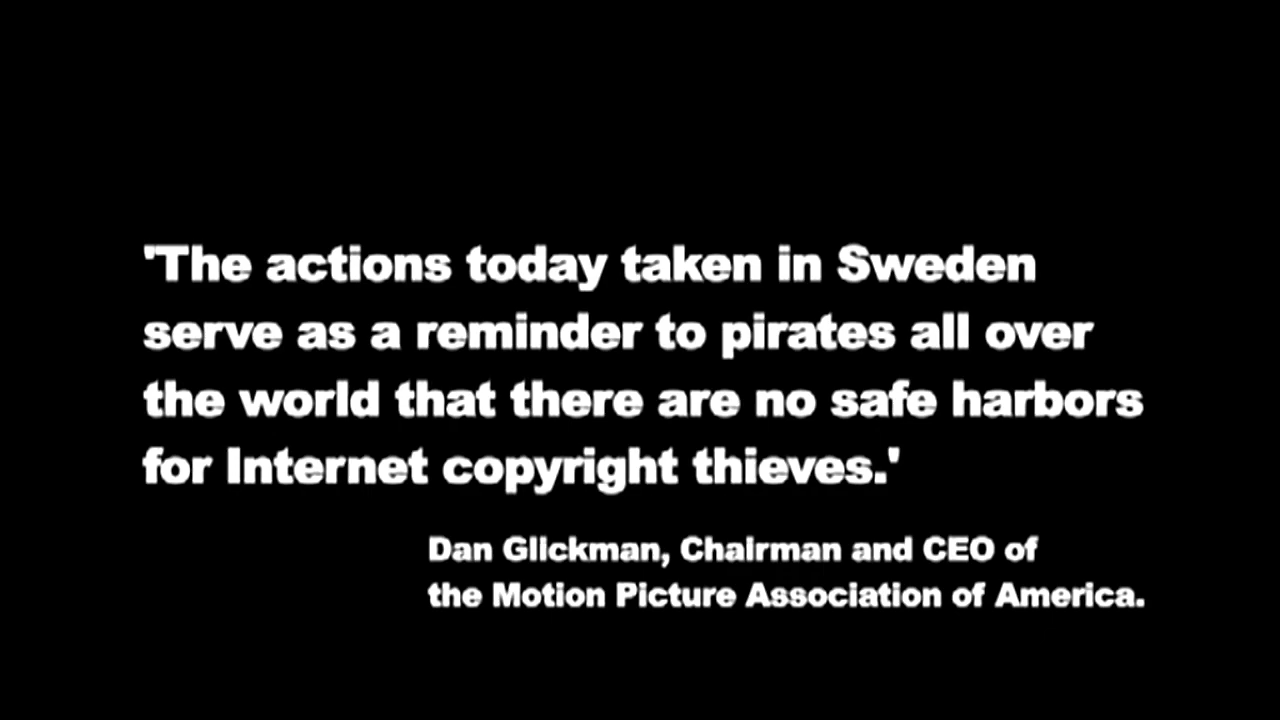 'The actions today taken in Sweden
serve as a reminder to pirates all over
the world that there are no safe harbors
for Internet copyright thieves.'
Dan Glickman, Chairman and CEO of
the Motion Picture Association of America.